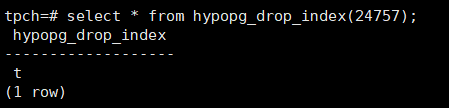 tpch=# select * from hypopg_drop_index(24757);
 hypopg_drop_index
-------------------
 t
(1 row)